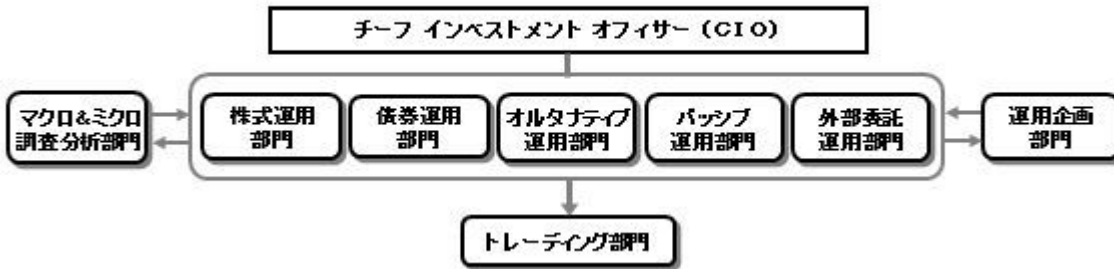 チーフ インベストメント オフィサー（CIO）
マクロ&ミクロ
調査分析部門
株式運用
部門
債券運用
部門
オルタナティブ
運用部門
パッシブ
運用部門
外部委託
運用部門
運用企画
部門
トレーディング部門